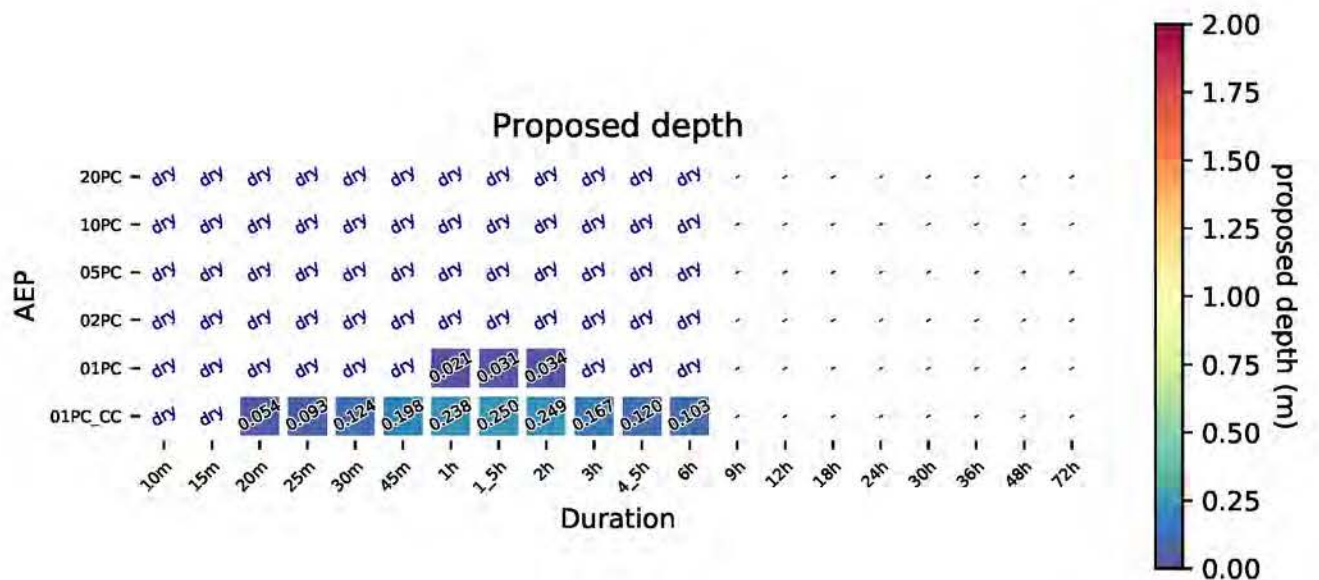 Proposed depth
AEP
20PC dry dry dry dry dry dry dry dry dry dry dry dry - - - - - - - -
10PC dry dry dry dry dry dry dry dry dry dry dry dry - - - - - - - -
05PC dry dry dry dry dry dry dry dry dry dry dry dry - - - - - - - -
02PC dry dry dry dry dry dry dry dry dry dry dry dry - - - - - - - -
01PC dry dry dry dry dry dry 0.021 0.031 0.034 dry dry dry - - - - - - - -
01PC_CC dry dry 0.054 0.093 0.124 0.198 0.238 0.250 0.249 0.167 0.120 0.103 - - - - - - - -
10m 15m 20m 25m 30m 45m 1h 1_5h 2h 3h 4_5h 6h 9h 12h 18h 24h 30h 36h 48h 72h
Duration
2.00
1.75
1.50
1.25
1.00
0.75
0.50
0.25
0.00
proposed depth (m)